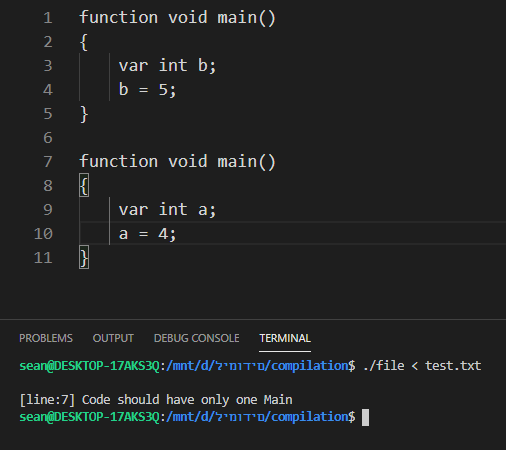 1 function void main()
2 {
3 var int b;
4 b = 5;
5 }
6
7 function void main()
8 {
9 var int a;
10 a = 4;
11 }
PROBLEMS OUTPUT DEBUG CONSOLE TERMINAL
sean@DESKTOP-17AKS3Q:/mnt/d/לימודים/compilation$ ./file < test.txt
[line:7] Code should have only one Main
sean@DESKTOP-17AKS3Q:/mnt/d/לימודים/compilation$